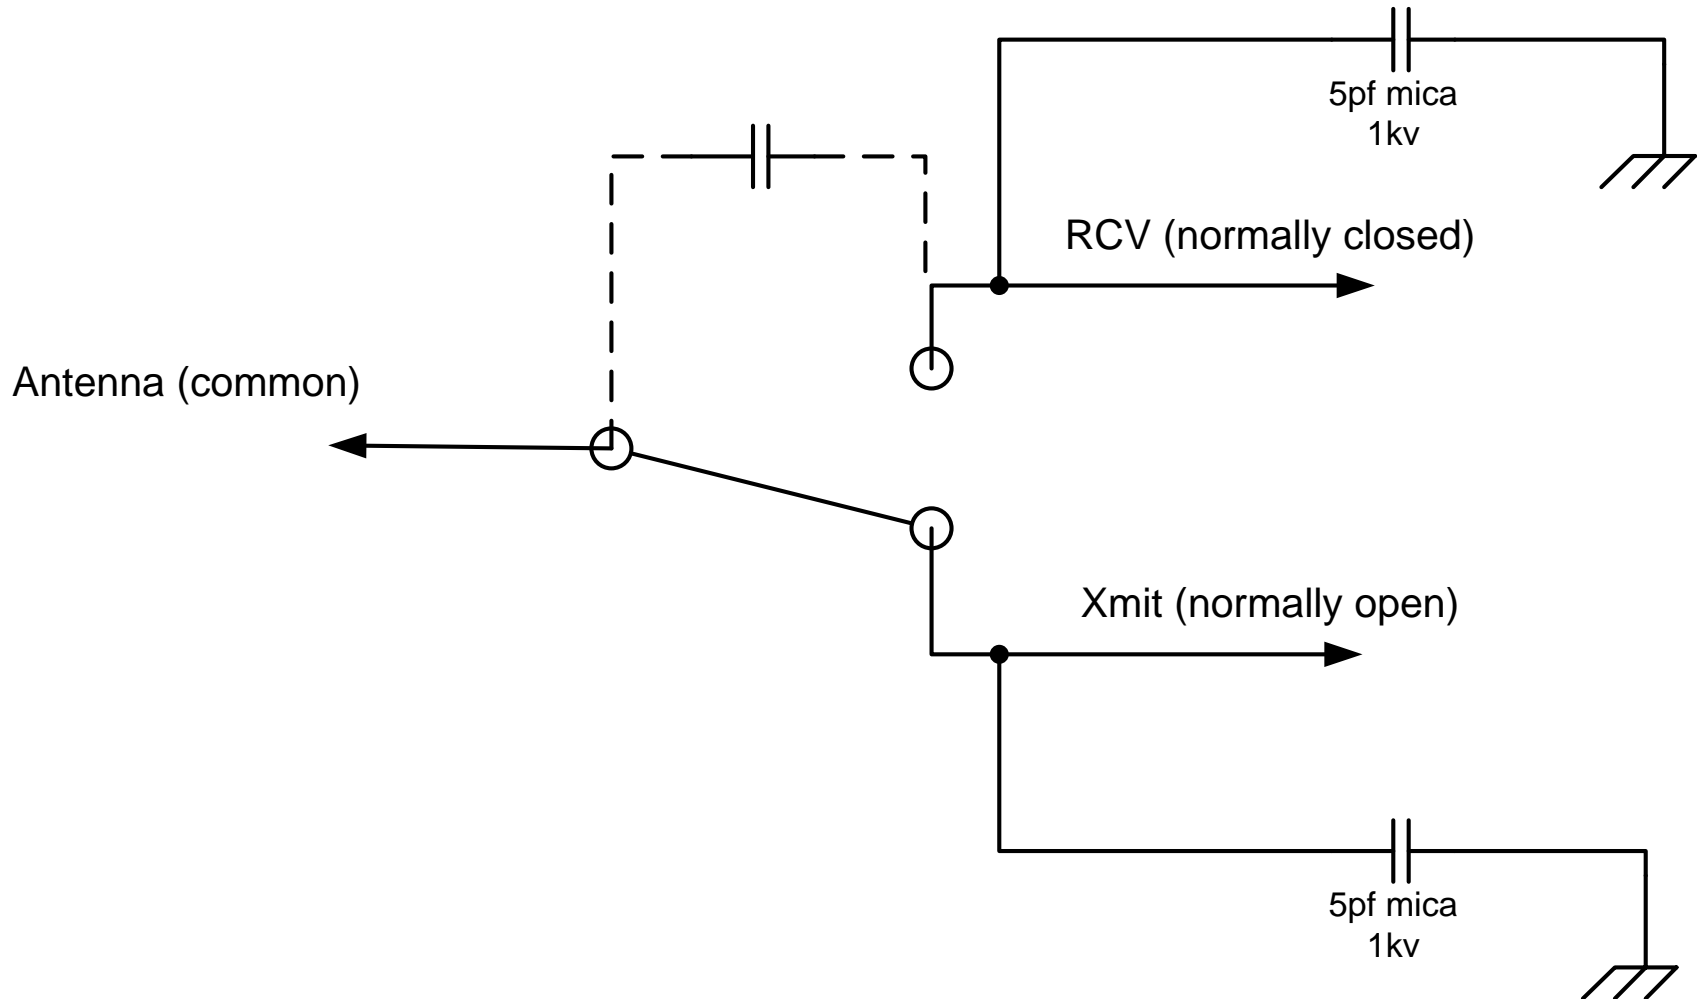 5pf mica
1kv
RCV (normally closed)
Antenna (common)
Xmit (normally open)
5pf mica
1kv